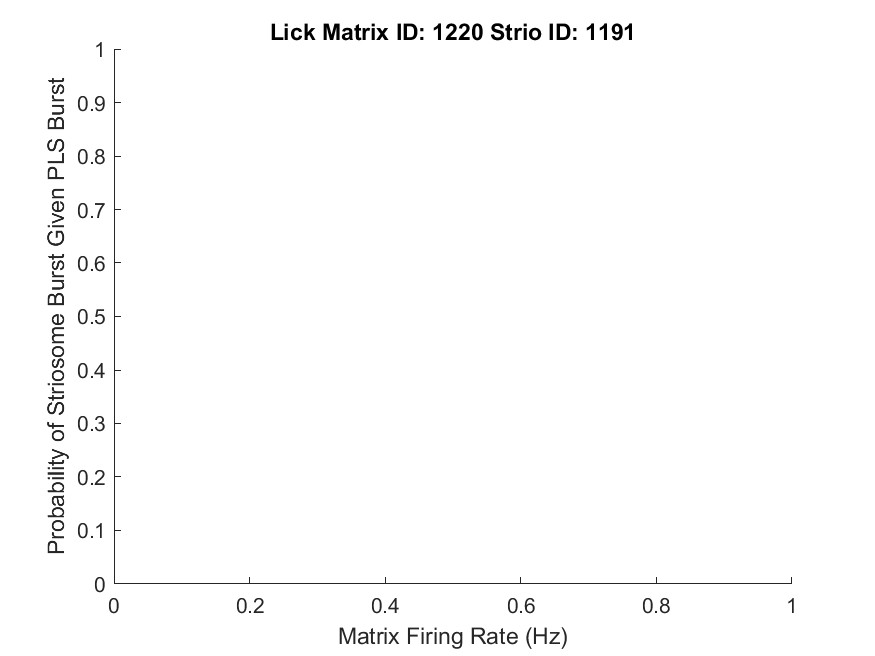 Lick Matrix ID: 1220 Strio ID: 1191
Probability of Striosome Burst Given PLS Burst
1
0.9
0.8
0.7
0.6
0.5
0.4
0.3
0.2
0.1
0
0 0.2 0.4 0.6 0.8 1
Matrix Firing Rate (Hz)